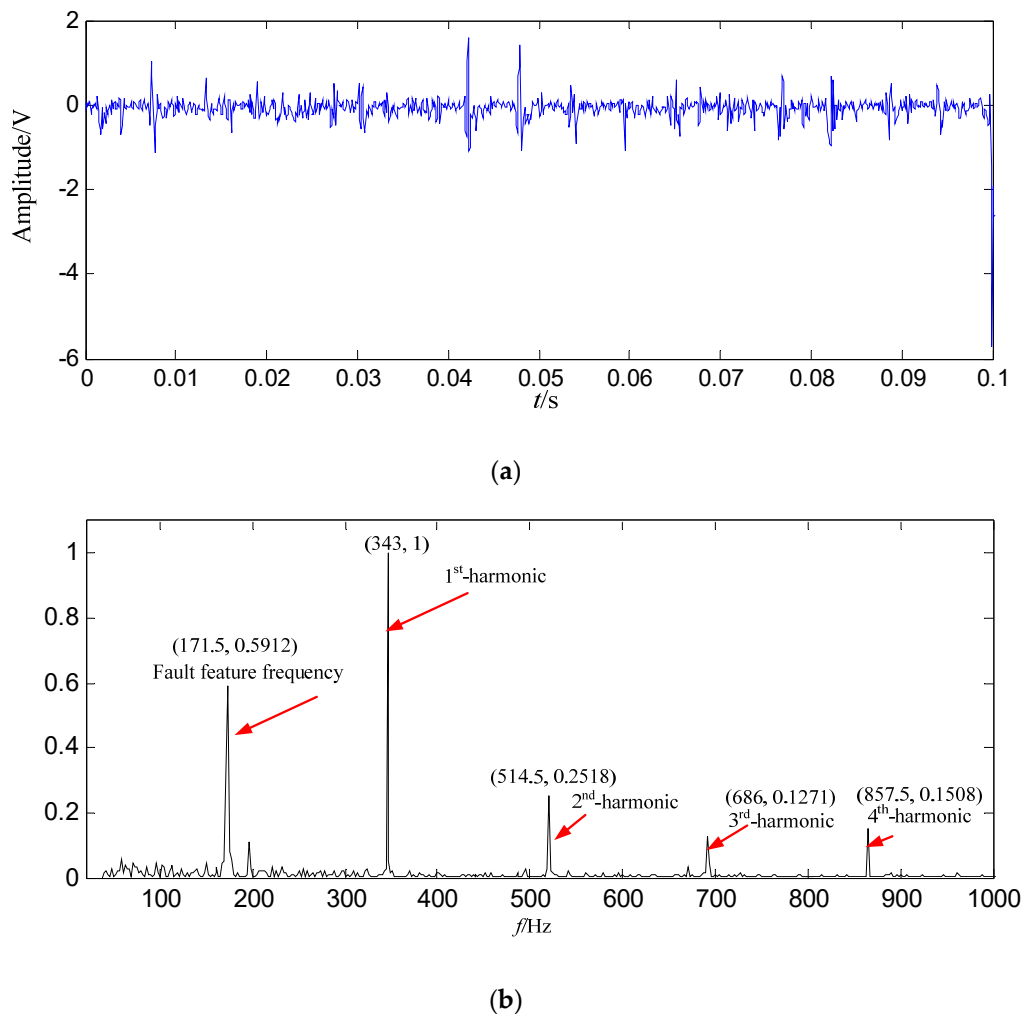 2
0
-2
-4
-6
Amplitude/V
0 0.01 0.02 0.03 0.04 0.05 0.06 0.07 0.08 0.09 0.1
t/s
(a)
(343, 1)
1st-harmonic
(171.5, 0.5912)
Fault feature frequency
(514.5, 0.2518)
2nd-harmonic
(686, 0.1271)
3rd-harmonic
(857.5, 0.1508)
4th-harmonic
1
0.8
0.6
0.4
0.2
0
100 200 300 400 500 600 700 800 900 1000
f/Hz
(b)